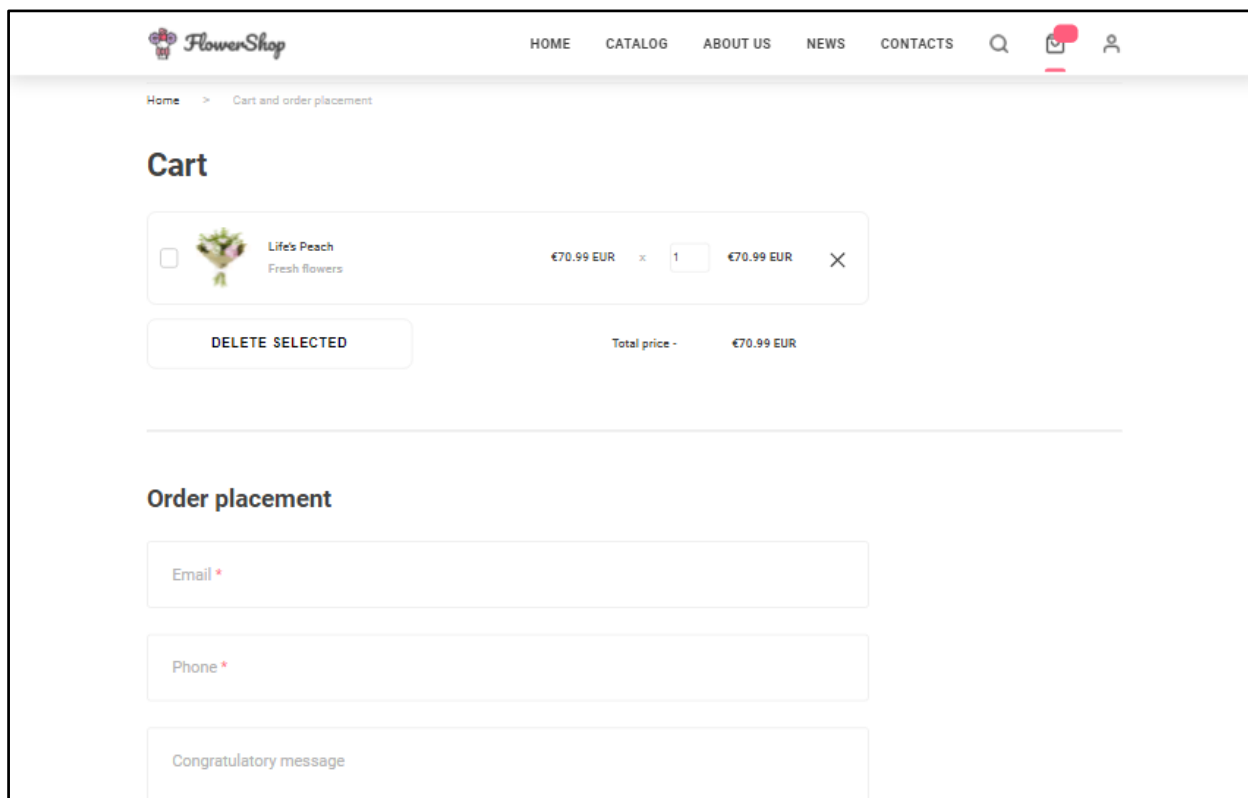 FlowerShop HOME CATALOG ABOUT US NEWS CONTACTS
Home > Cart and order placement
Cart
Life's Peach
Fresh flowers
€70.99 EUR x 1 €70.99 EUR
DELETE SELECTED Total price - €70.99 EUR
Order placement
Email *
Phone *
Congratulatory message